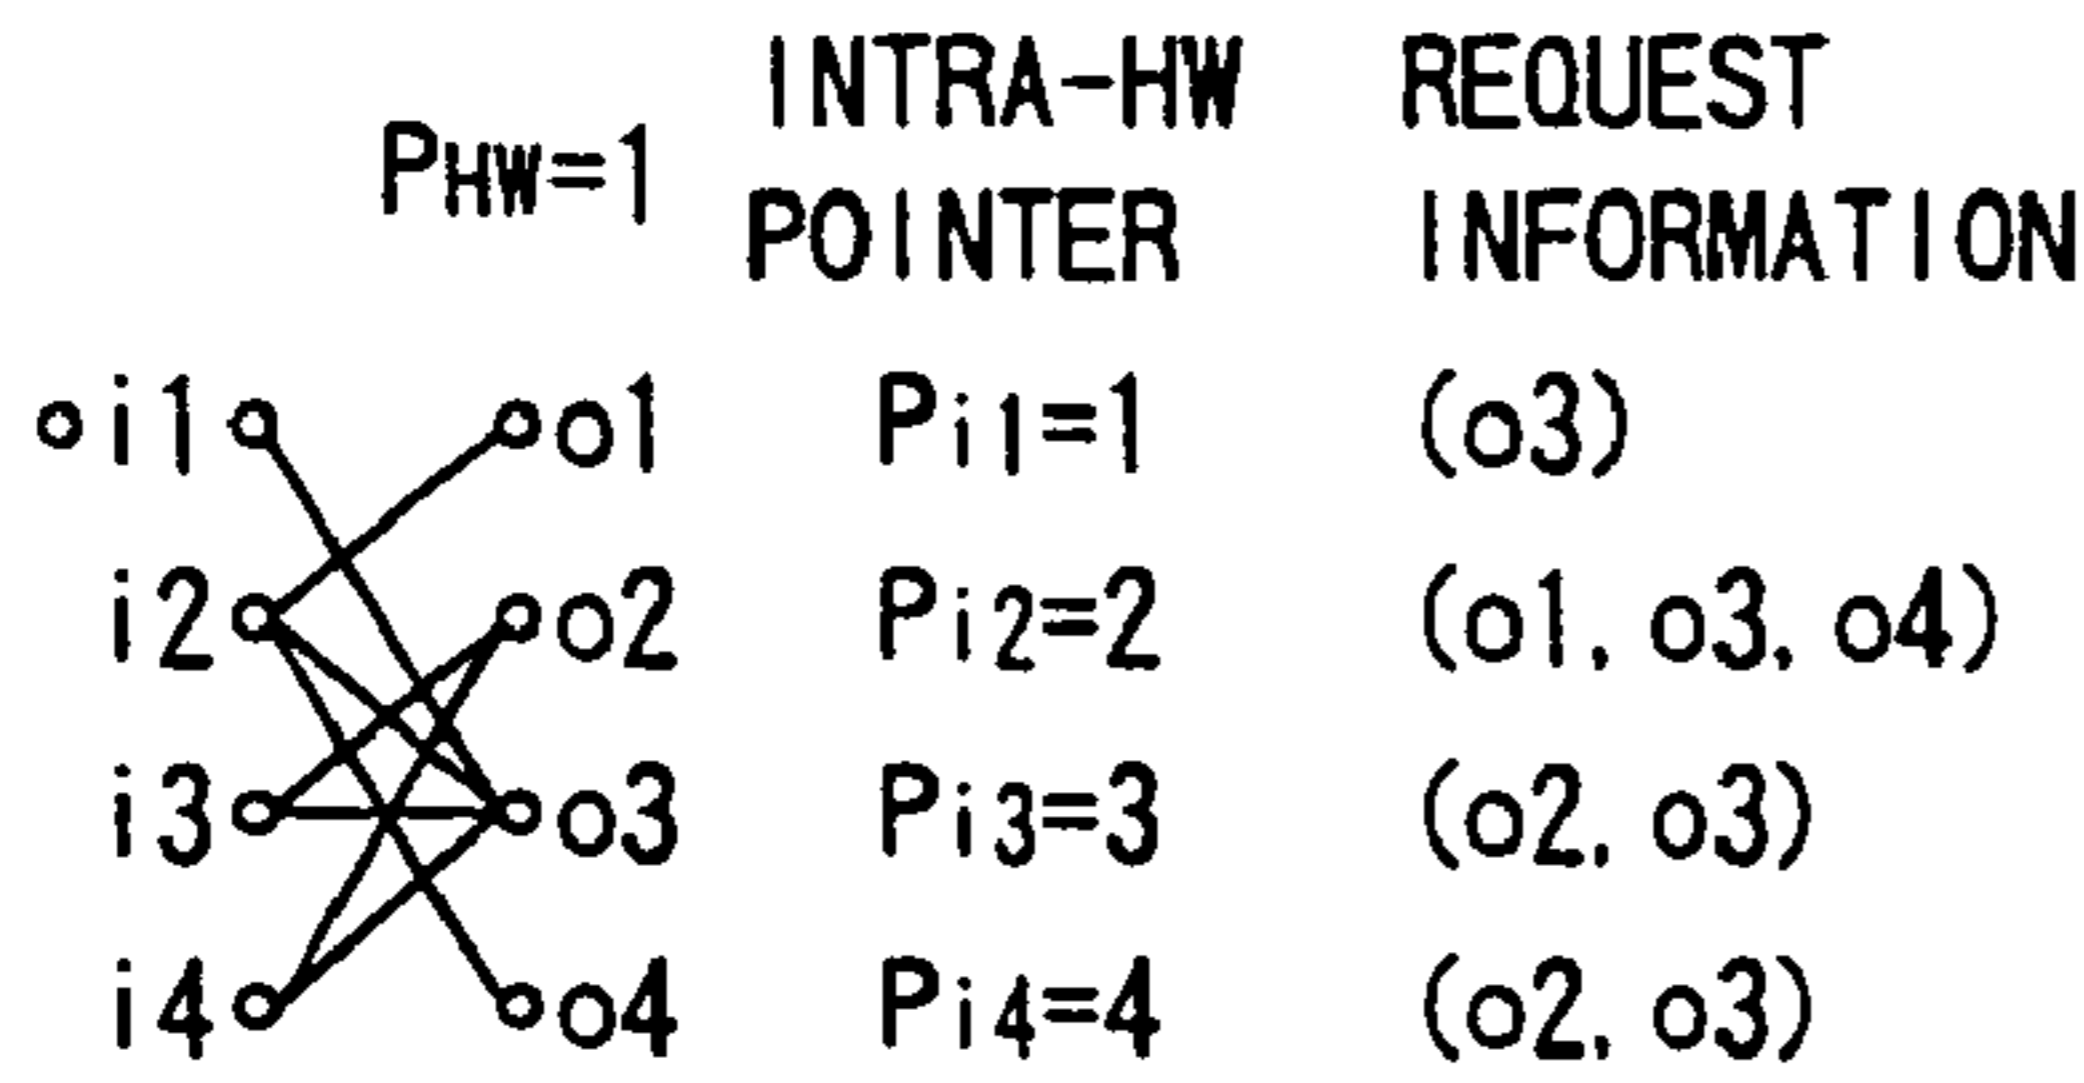 INTRA-HW REQUEST
PHW=1 POINTER INFORMATION
i1 o1 Pi1=1 (o3)
i2 o2 Pi2=2 (o1, o3, o4)
i3 o3 Pi3=3 (o2, o3)
i4 o4 Pi4=4 (o2, o3)